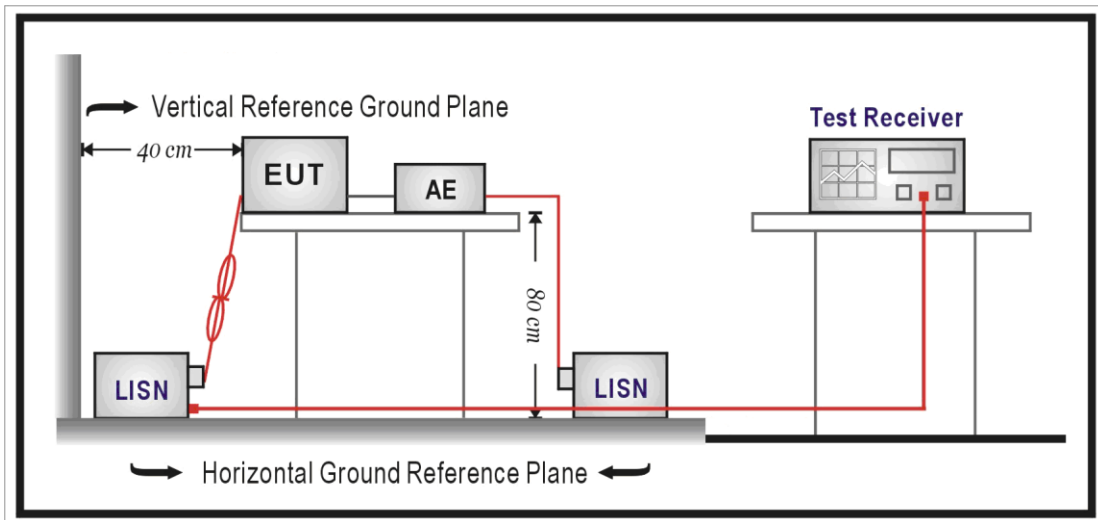 Vertical Reference Ground Plane
40 cm
Test Receiver
EUT
AE
80 cm
LISN
LISN
Horizontal Ground Reference Plane